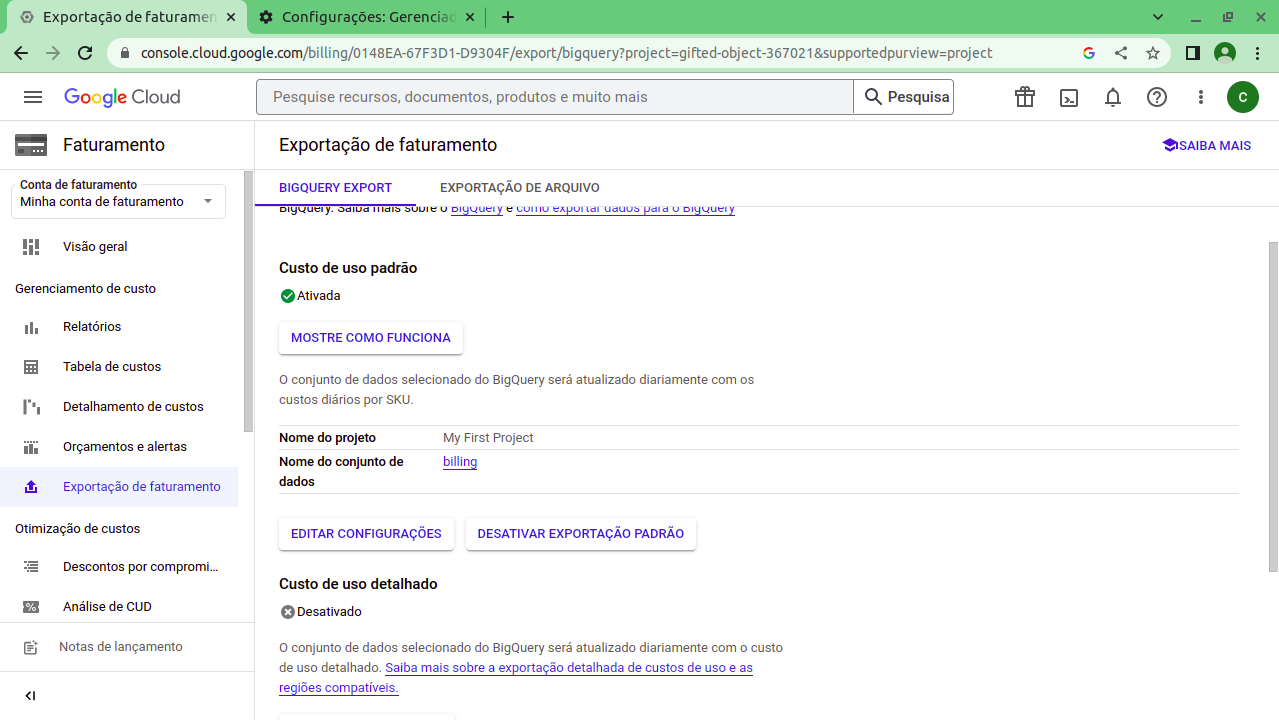 Exportação de faturamen
Configurações: Gerenciad
console.cloud.google.com/billing/0148EA-67F3D1-D9304F/export/bigquery?project=gifted-object-367021&supportedpurview=project
Google Cloud
Pesquise recursos, documentos, produtos e muito mais
Pesquisa
C
Faturamento
Exportação de faturamento
SAIBA MAIS
Conta de faturamento
Minha conta de faturamento
BIGQUERY EXPORT
EXPORTAÇÃO DE ARQUIVO
BigQuery. Saiba mais sobre o BigQuery e como exportar dados para o BigQuery
Visão geral
Gerenciamento de custo
Relatórios
Tabela de custos
Detalhamento de custos
Orçamentos e alertas
Exportação de faturamento
Otimização de custos
Descontos por compromi...
Análise de CUD
Notas de lançamento
Custo de uso padrão
Ativada
MOSTRE COMO FUNCIONA
O conjunto de dados selecionado do BigQuery será atualizado diariamente com os
custos diários por SKU.
Nome do projeto My First Project
Nome do conjunto de billing
dados
EDITAR CONFIGURAÇÕES
DESATIVAR EXPORTAÇÃO PADRÃO
Custo de uso detalhado
Desativado
O conjunto de dados selecionado do BigQuery será atualizado diariamente com o custo
de uso detalhado. Saiba mais sobre a exportação detalhada de custos de uso e as
regiões compatíveis.